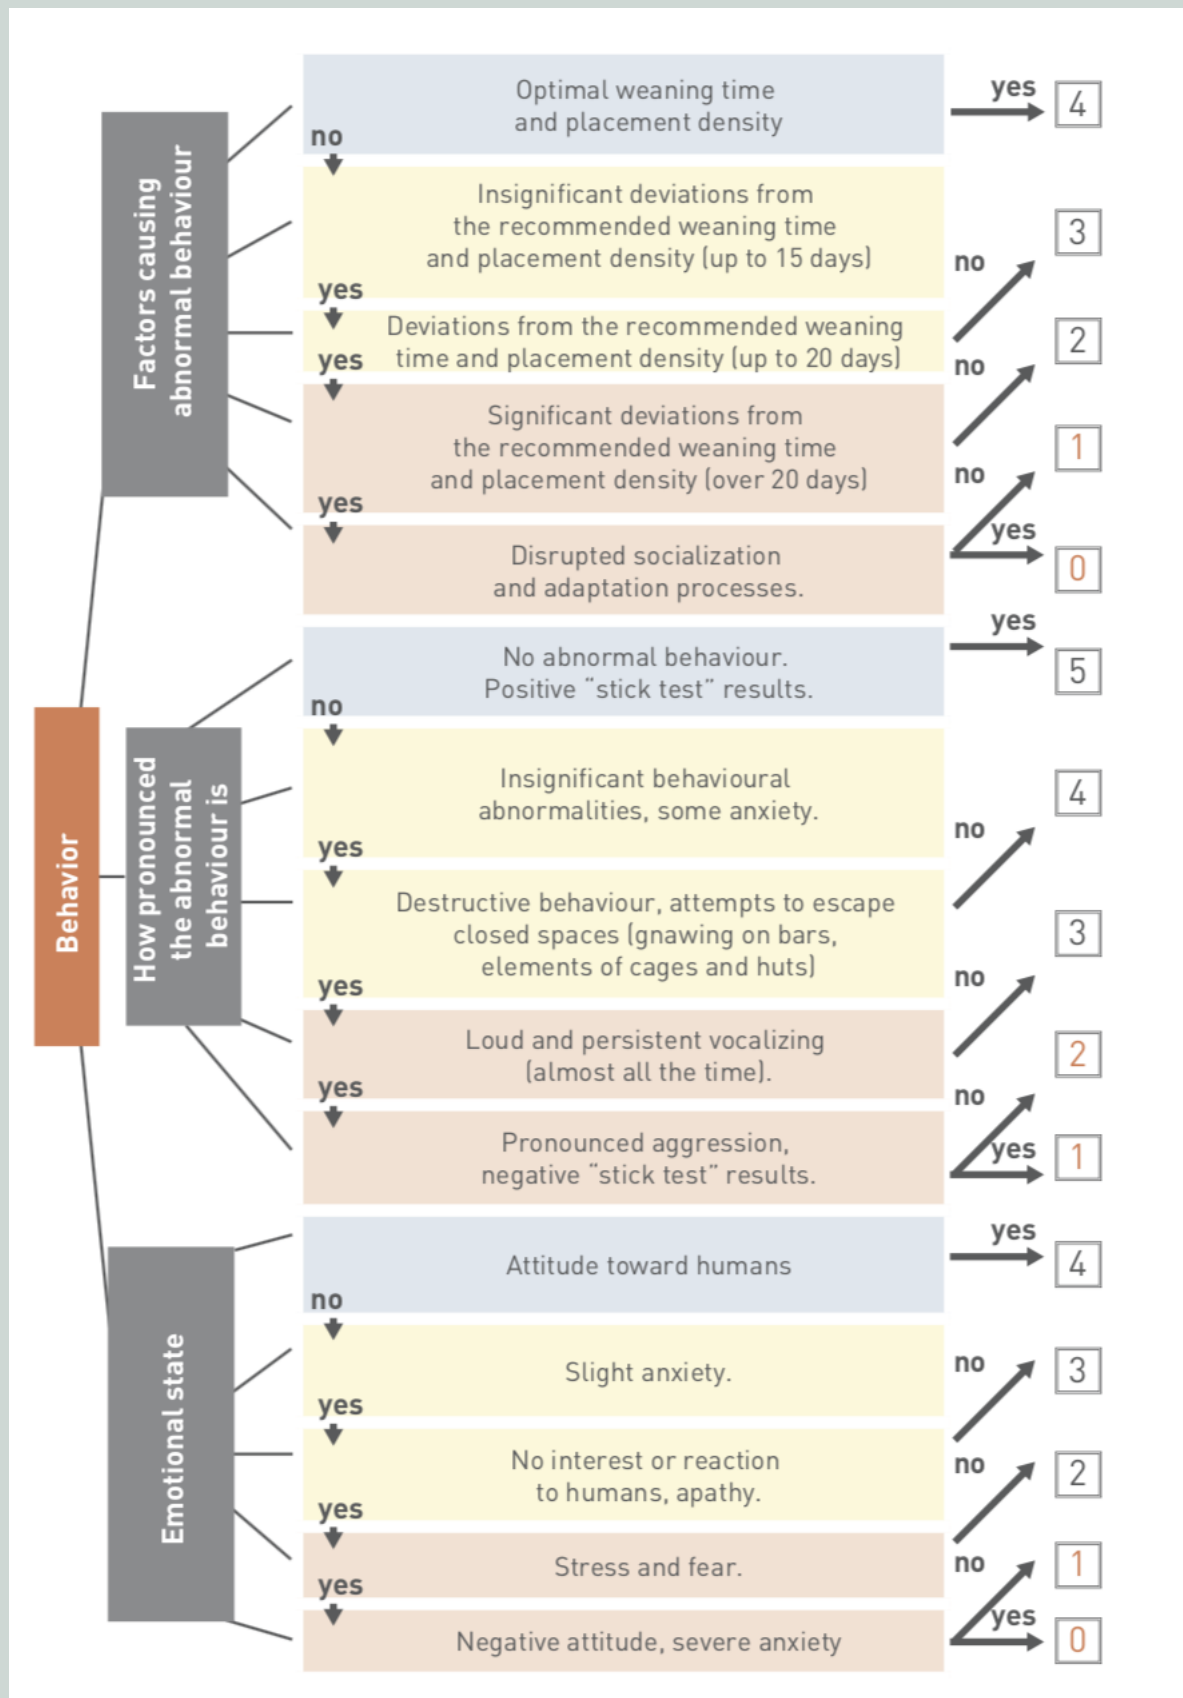 Behavior
Factors causing
abnormal behaviour
Optimal weaning time
and placement density
yes
4
no
Insignificant deviations from
the recommended weaning time
and placement density (up to 15 days)
no
3
yes
Deviations from the recommended weaning
time and placement density (up to 20 days)
no
2
yes
Significant deviations from
the recommended weaning time
and placement density (over 20 days)
no
1
yes
Disrupted socialization
and adaptation processes.
yes
0
How pronounced
the abnormal
behaviour is
No abnormal behaviour.
Positive "stick test" results.
yes
5
no
Insignificant behavioural
abnormalities, some anxiety.
no
4
yes
Destructive behaviour, attempts to escape
closed spaces (gnawing on bars,
elements of cages and huts)
no
3
yes
Loud and persistent vocalizing
(almost all the time).
no
2
yes
Pronounced aggression,
negative "stick test" results.
yes
1
Emotional state
Attitude toward humans
yes
4
no
Slight anxiety.
no
3
yes
No interest or reaction
to humans, apathy.
no
2
yes
Stress and fear.
no
1
yes
Negative attitude, severe anxiety
yes
0